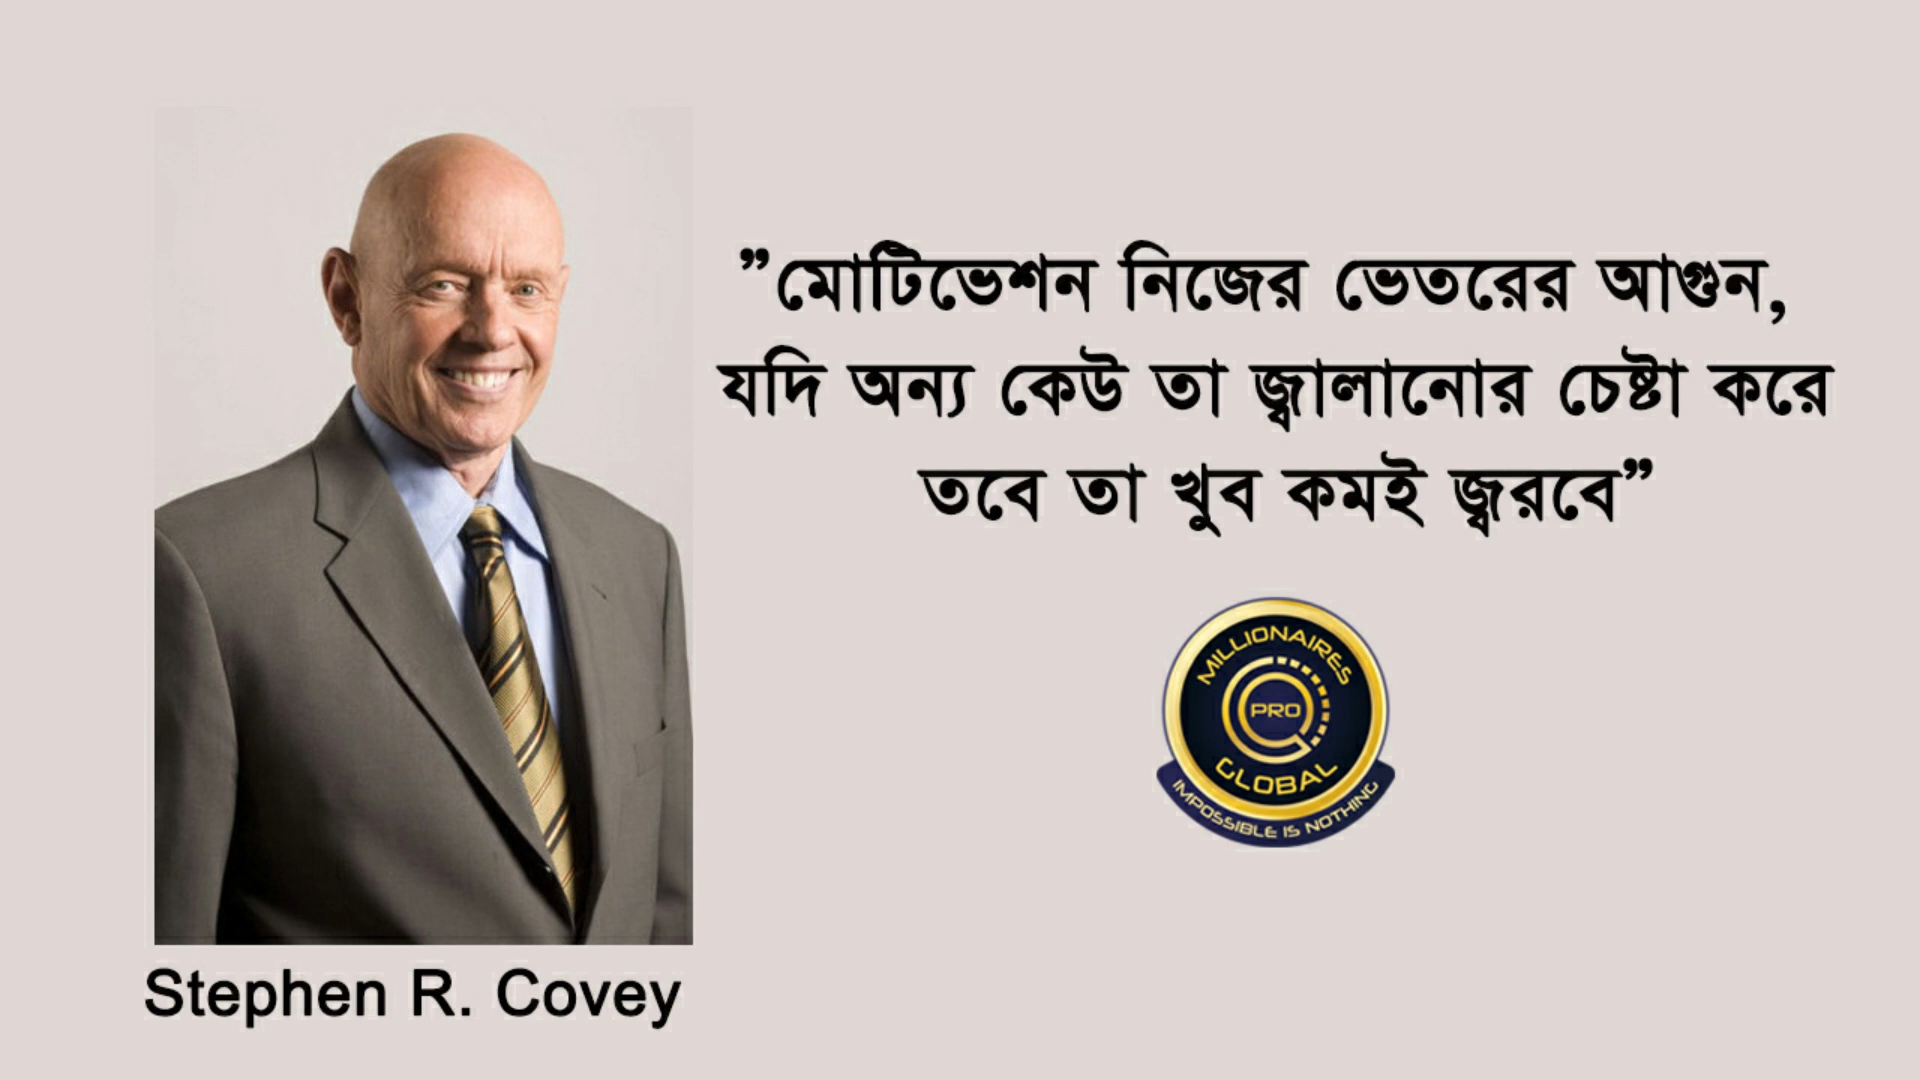 ”মোটিভেশন নিজের ভেতরের আগুন,
যদি অন্য কেউ তা জ্বালানোর চেষ্টা করে
তবে তা খুব কমই জ্বরবে”
MILLIONAIRES
PRO
GLOBAL
IMPOSSIBLE IS NOTHING
Stephen R. Covey